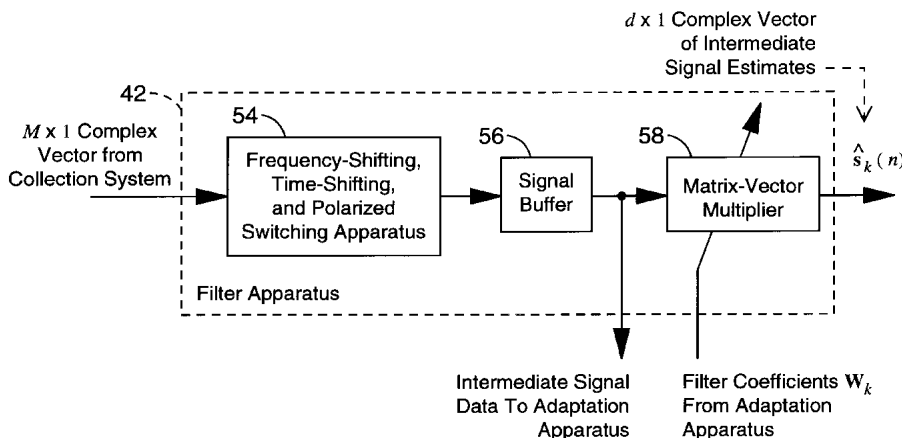 d x 1 Complex
Vector
of Intermediate
Signal Estimates
42
M x 1 Complex
Vector from
Collection System
54
Frequency-Shifting,
Time-Shifting,
and Polarized
Switching Apparatus
56
Signal
Buffer
58
Matrix-Vector
Multiplier
ŝk(n)
Filter Apparatus
Intermediate Signal
Data To Adaptation
Apparatus
Filter Coefficients Wk
From Adaptation
Apparatus